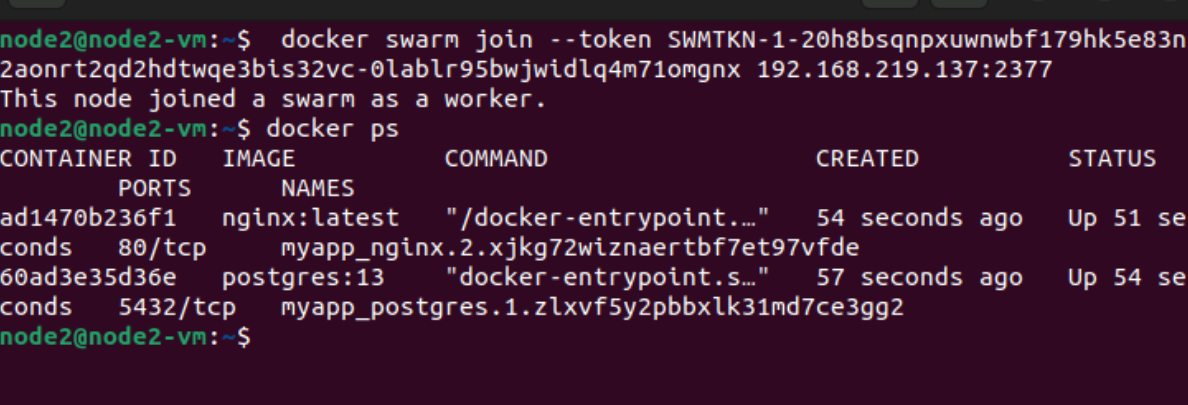 node2@node2-vm:~$  docker swarm join --token SWMTKN-1-20h8bsqnpxuwnwbf179hk5e83n
2aonrt2qd2hdtwqe3bis32vc-0lablr95bwjwidlq4m71omgnx 192.168.219.137:2377
This node joined a swarm as a worker.
node2@node2-vm:~$ docker ps
CONTAINER ID   IMAGE          COMMAND                  CREATED          STATUS
        PORTS      NAMES
ad1470b236f1   nginx:latest   "/docker-entrypoint.…"   54 seconds ago   Up 51 se
conds   80/tcp     myapp_nginx.2.xjkg72wiznaertbf7et97vfde
60ad3e35d36e   postgres:13    "docker-entrypoint.s…"   57 seconds ago   Up 54 se
conds   5432/tcp   myapp_postgres.1.zlxvf5y2pbbxlk31md7ce3gg2
node2@node2-vm:~$